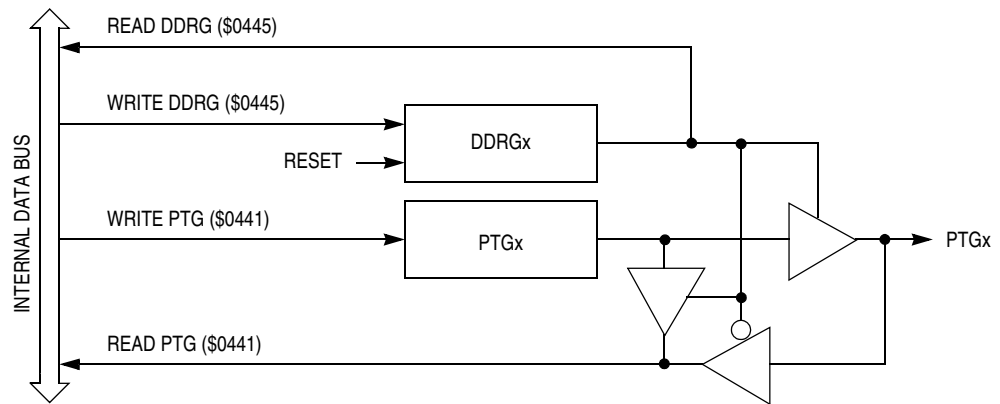 READ DDRG ($0445)
WRITE DDRG ($0445)
DDRGx
RESET
INTERNAL DATA BUS
WRITE PTG ($0441)
PTGx
PTGx
READ PTG ($0441)